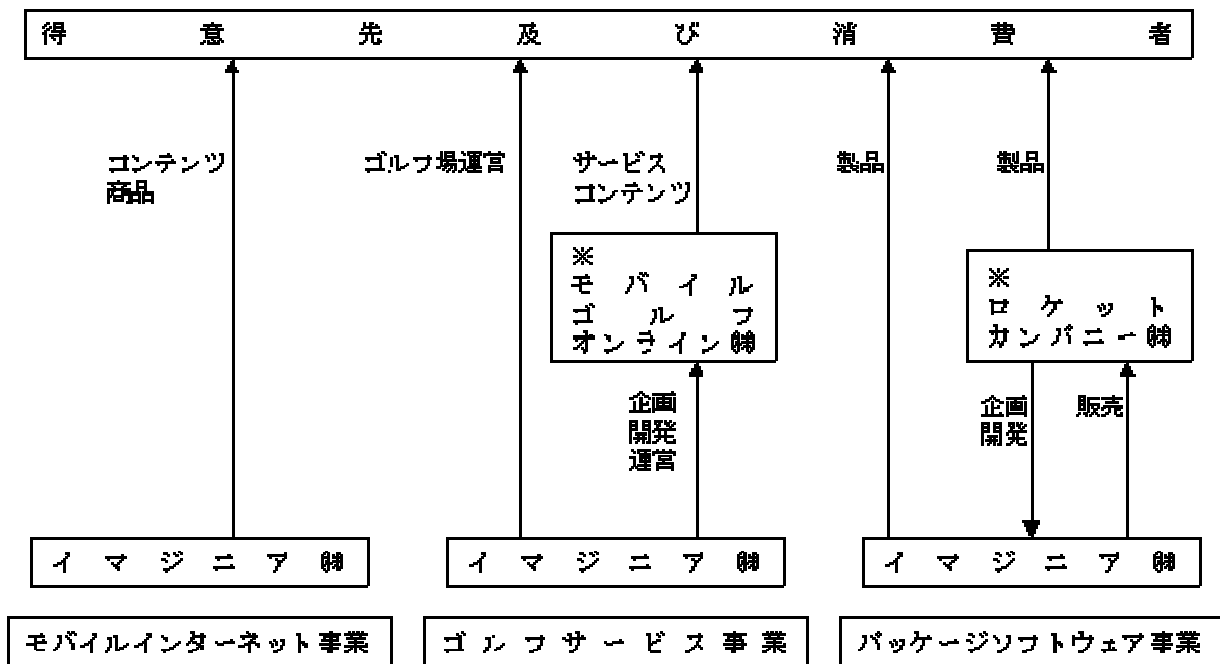 得意先及び消費者
コンテンツ
商品
ゴルフ場運営
サービス
コンテンツ
製品
製品
※
モバイル
ゴルフ
オンライン㈱
※
ロケット
カンパニー㈱
企画
開発
運営
企画
開発
販売
イマジニア㈱
イマジニア㈱
イマジニア㈱
モバイルインターネット事業
ゴルフサービス事業
パッケージソフトウェア事業